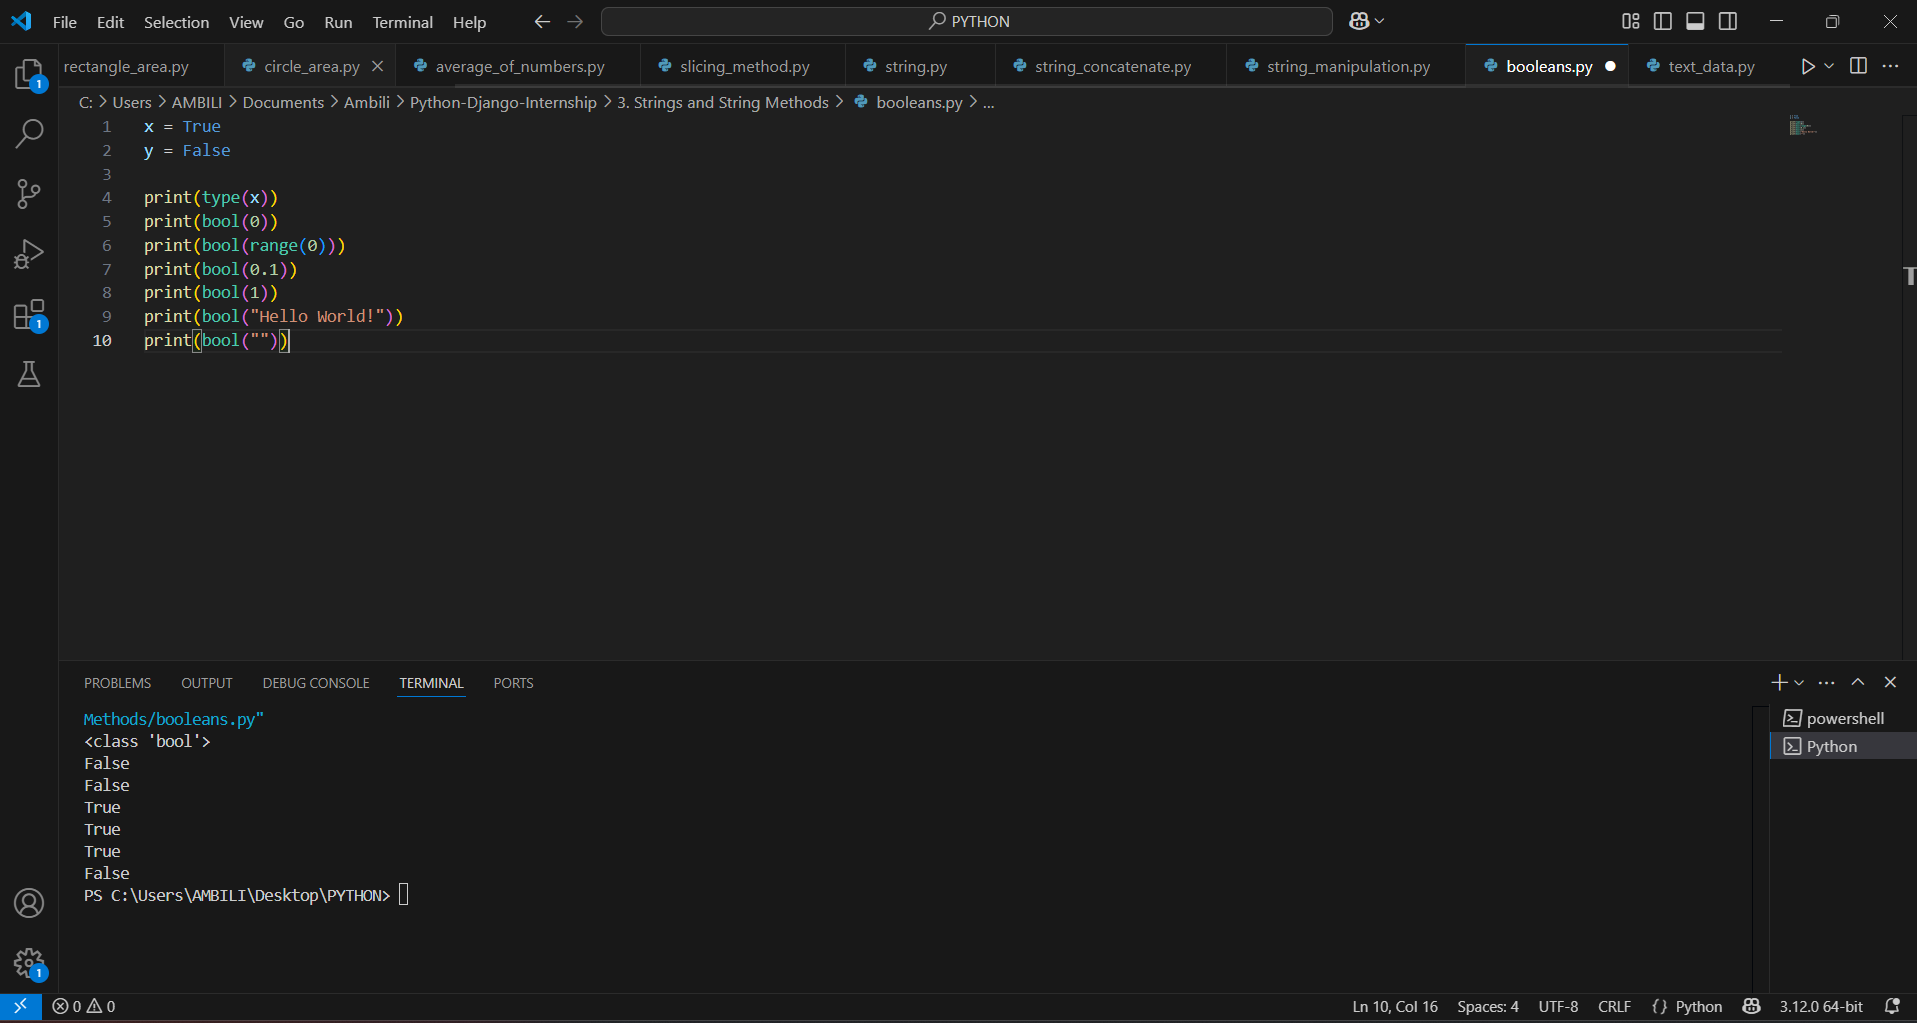 File Edit Selection View Go Run Terminal Help PYTHON
rectangle_area.py circle_area.py average_of_numbers.py slicing_method.py string.py string_concatenate.py string_manipulation.py booleans.py text_data.py
C: > Users > AMBILI > Documents > Ambili > Python-Django-Internship > 3. Strings and String Methods > booleans.py > ...
1 x = True
2 y = False
3
4 print(type(x))
5 print(bool(0))
6 print(bool(range(0)))
7 print(bool(0.1))
8 print(bool(1))
9 print(bool("Hello World!"))
10 print(bool(""))
1
1
PROBLEMS OUTPUT DEBUG CONSOLE TERMINAL PORTS
Methods/booleans.py"
<class 'bool'>
False
False
True
True
True
False
PS C:\Users\AMBILI\Desktop\PYTHON>
powershell
Python
1
0 0 Ln 10, Col 16 Spaces: 4 UTF-8 CRLF {} Python 3.12.0 64-bit